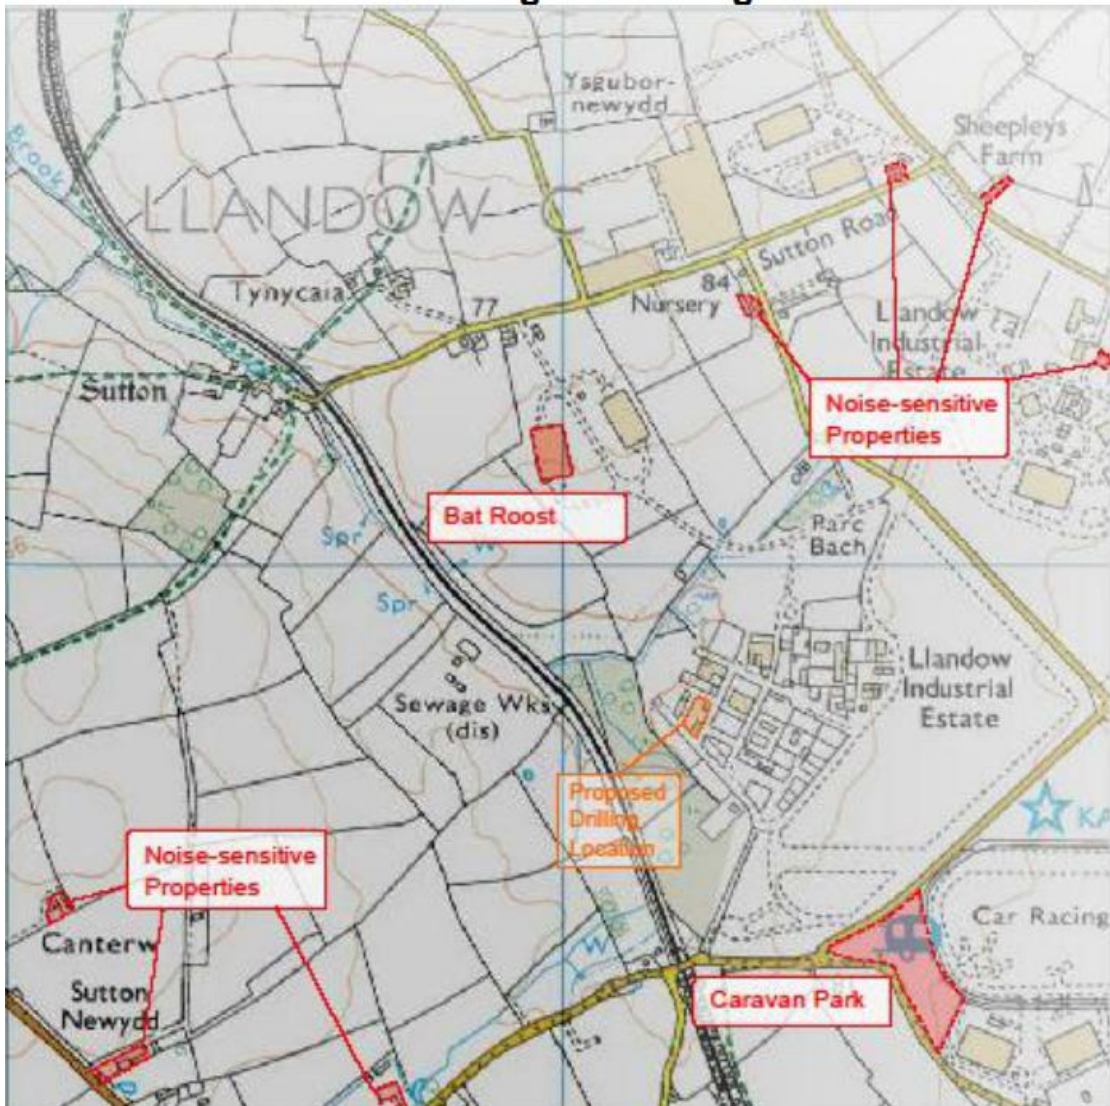 Ysgubor-
newydd
Sheepleys
Farm
Brook
LLANDOW C
Sutton Road
Tynycaia
77
84
Nursery
Llandow
Industrial
Estate
Sutton
Noise-sensitive
Properties
Bat Roost
Spr
W
Parc
Bach
Spr
Llandow
Industrial
Estate
Sewage Wks
(dis)
Proposed
Drilling
Location
KA
Noise-sensitive
Properties
Car Racing
Canterw
W
Sutton
Newydd
Caravan Park